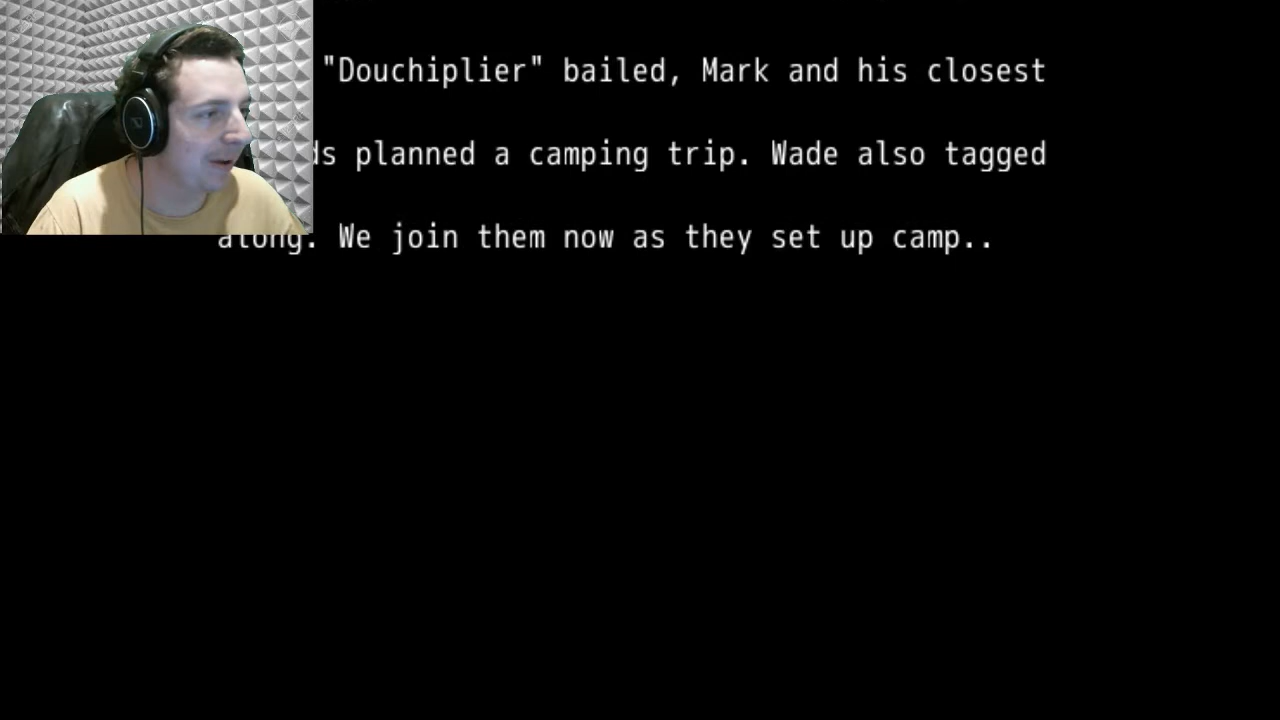 "Douchiplier" bailed, Mark and his closest
planned a camping trip. Wade also tagged
along. We join them now as they set up camp..